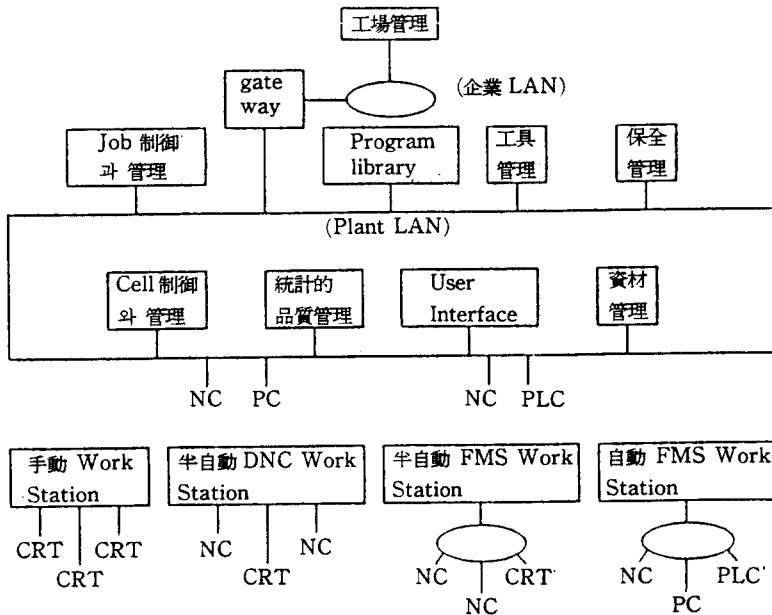 工場管理
gate
way
(企業 LAN)
Job 制御
과 管理
Program
library
工具
管理
保全
管理
(Plant LAN)
Cell 制御
와 管理
統計的
品質管理
User
Interface
資材
管理
NC
PC
NC
PLC
手動 Work
Station
半自動 DNC Work
Station
半自動 FMS Work
Station
自動 FMS Work
Station
CRT
CRT
CRT
NC
CRT
NC
NC
NC
CRT
NC
PC
PLC